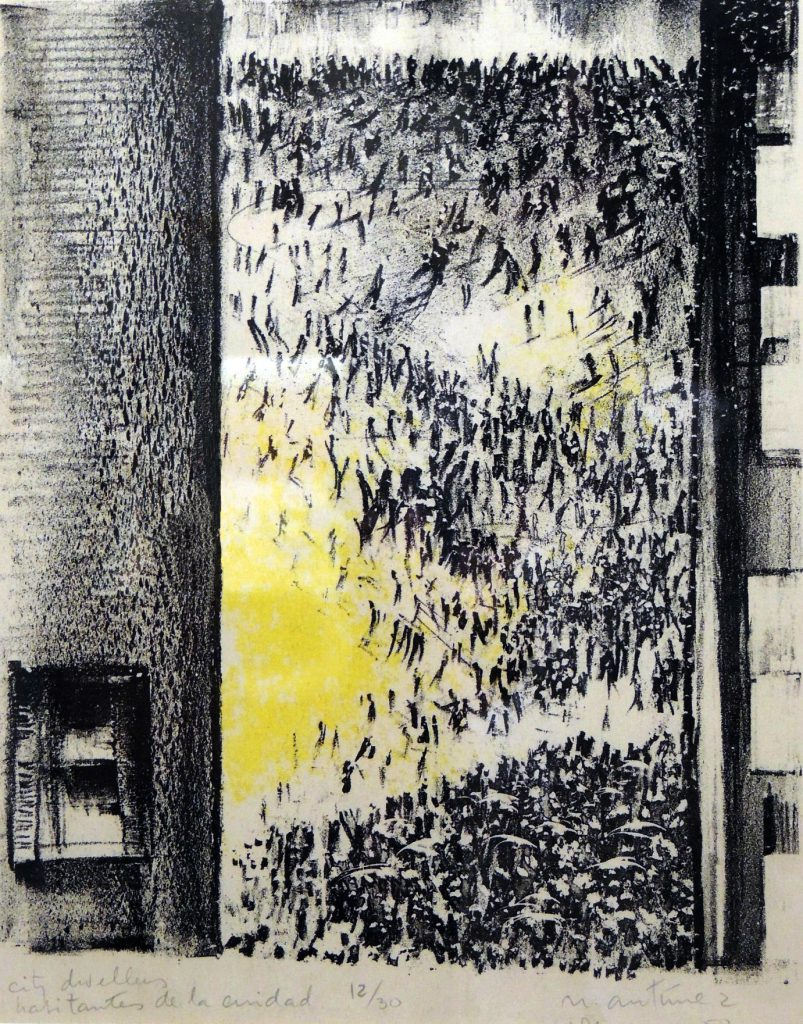 city dwellers
habitantes de la ciudad 12/30 n. antúnez